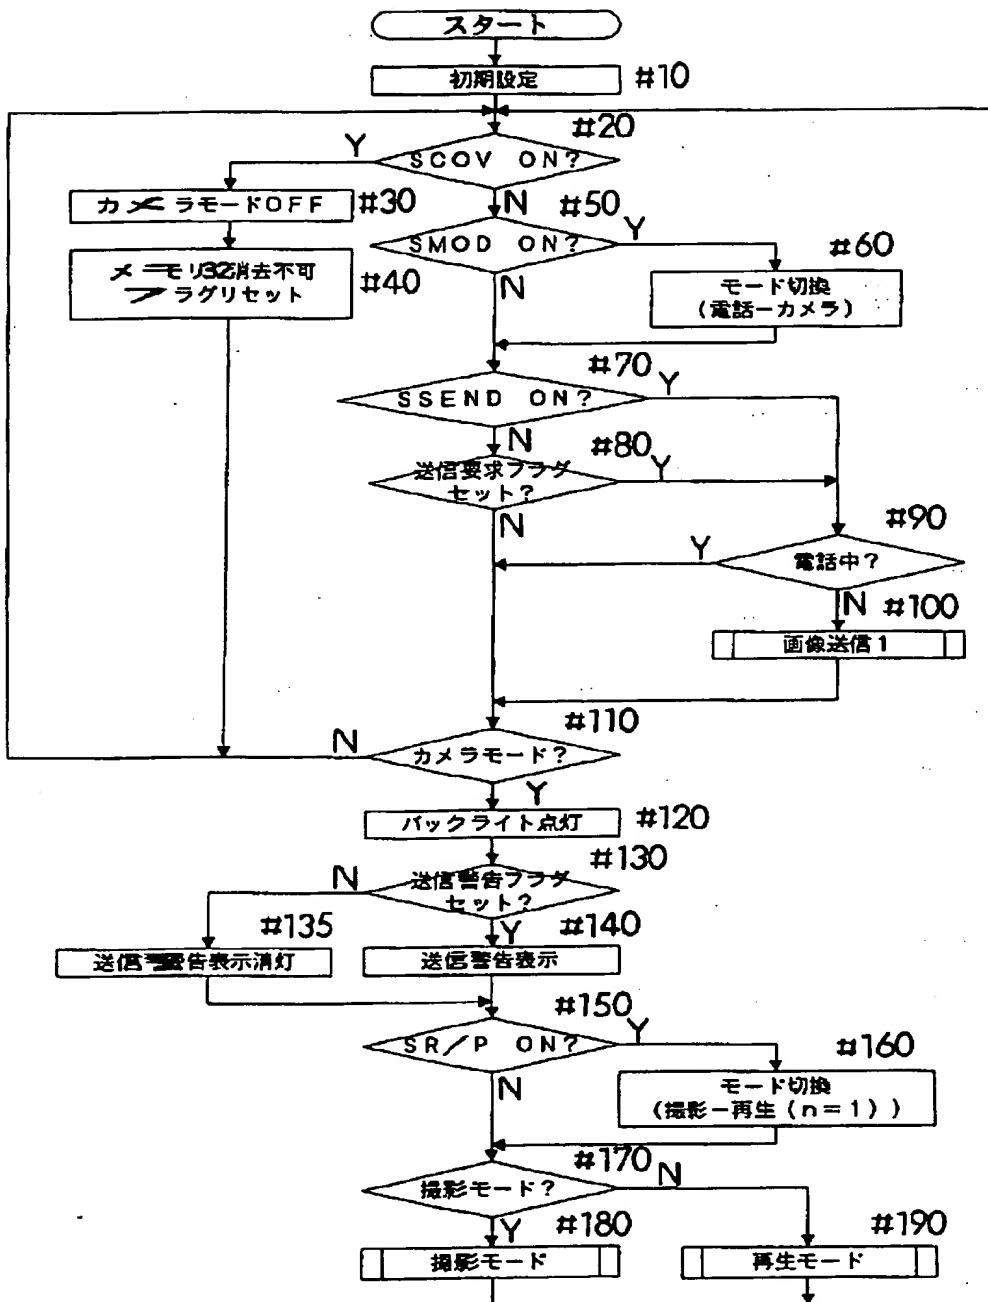 スタート
初期設定 #10
#20
Y
SCOV ON?
N
カメラモードOFF #30
#50
SMOD ON?
Y
N
メモリ32消去不可
フラグリセット
#40
#60
モード切換
(電話ーカメラ)
#70
SSEND ON?
Y
N
#80
送信要求フラグ
セット?
Y
N
#90
電話中?
Y
N
#100
画像送信1
#110
カメラモード?
N
Y
バックライト点灯 #120
#130
送信警告フラグ
セット?
N
Y
#135
送信警告表示消灯
#140
送信警告表示
#150
SR/P ON?
Y
N
#160
モード切換
(撮影ー再生(n=1))
#170
撮影モード?
N
Y
#180
撮影モード
#190
再生モード